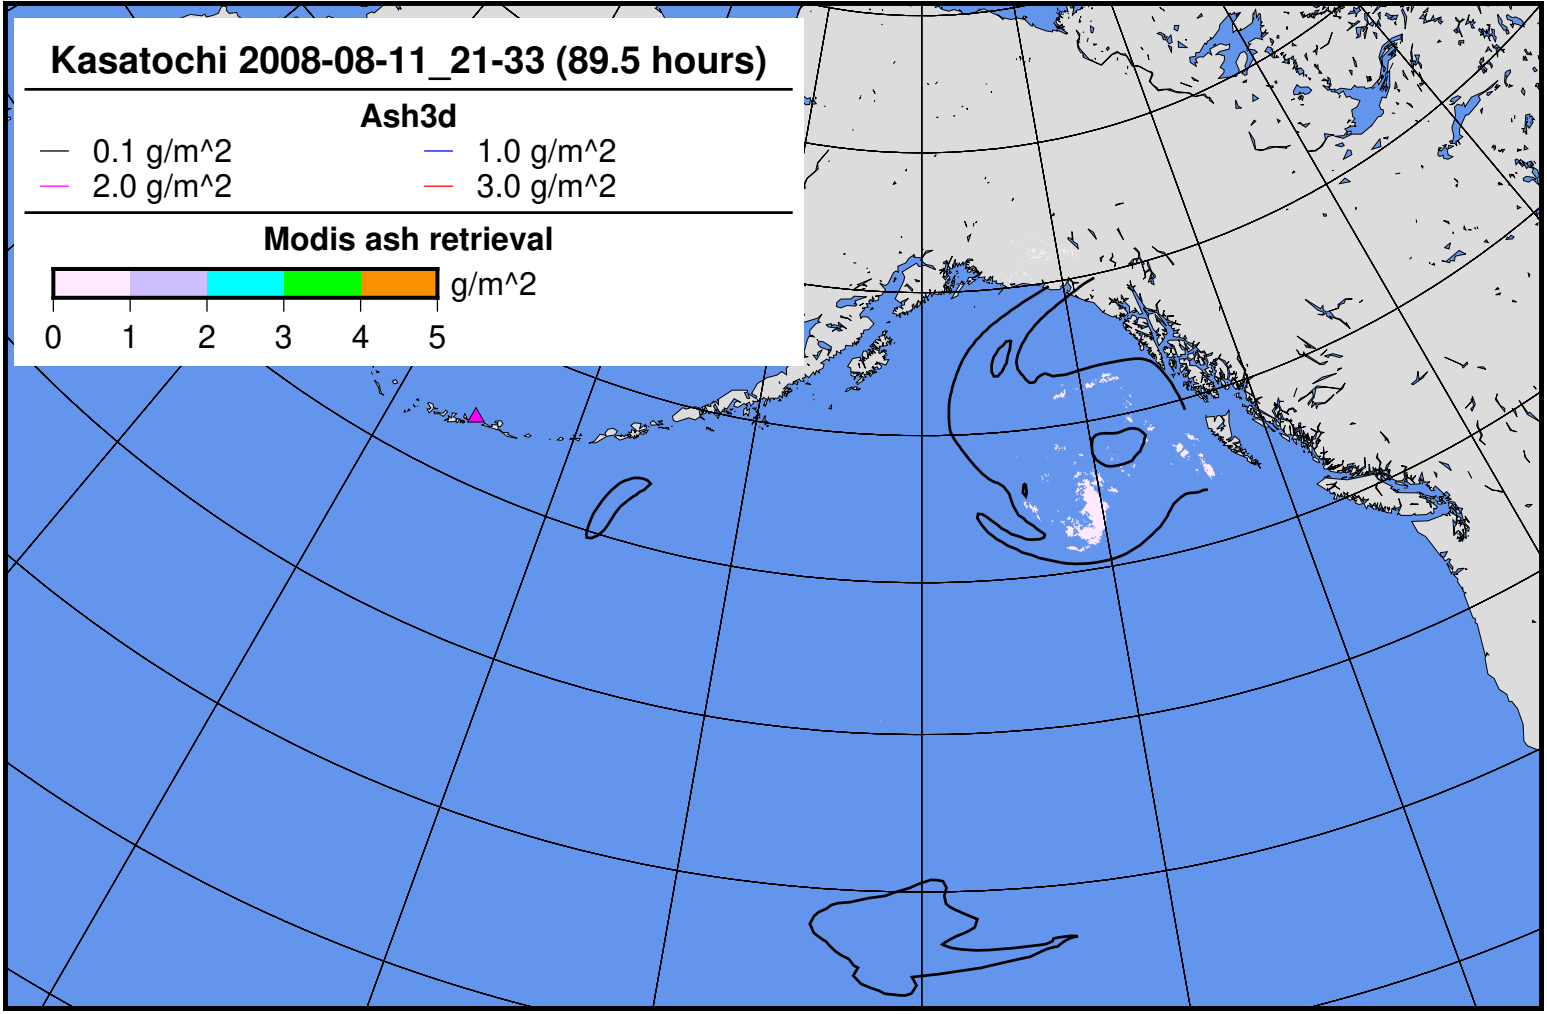 Kasatochi 2008-08-11_21-33 (89.5 hours)
Ash3d
0.1 g/m^2 1.0 g/m^2
2.0 g/m^2 3.0 g/m^2
Modis ash retrieval
g/m^2
0 1 2 3 4 5